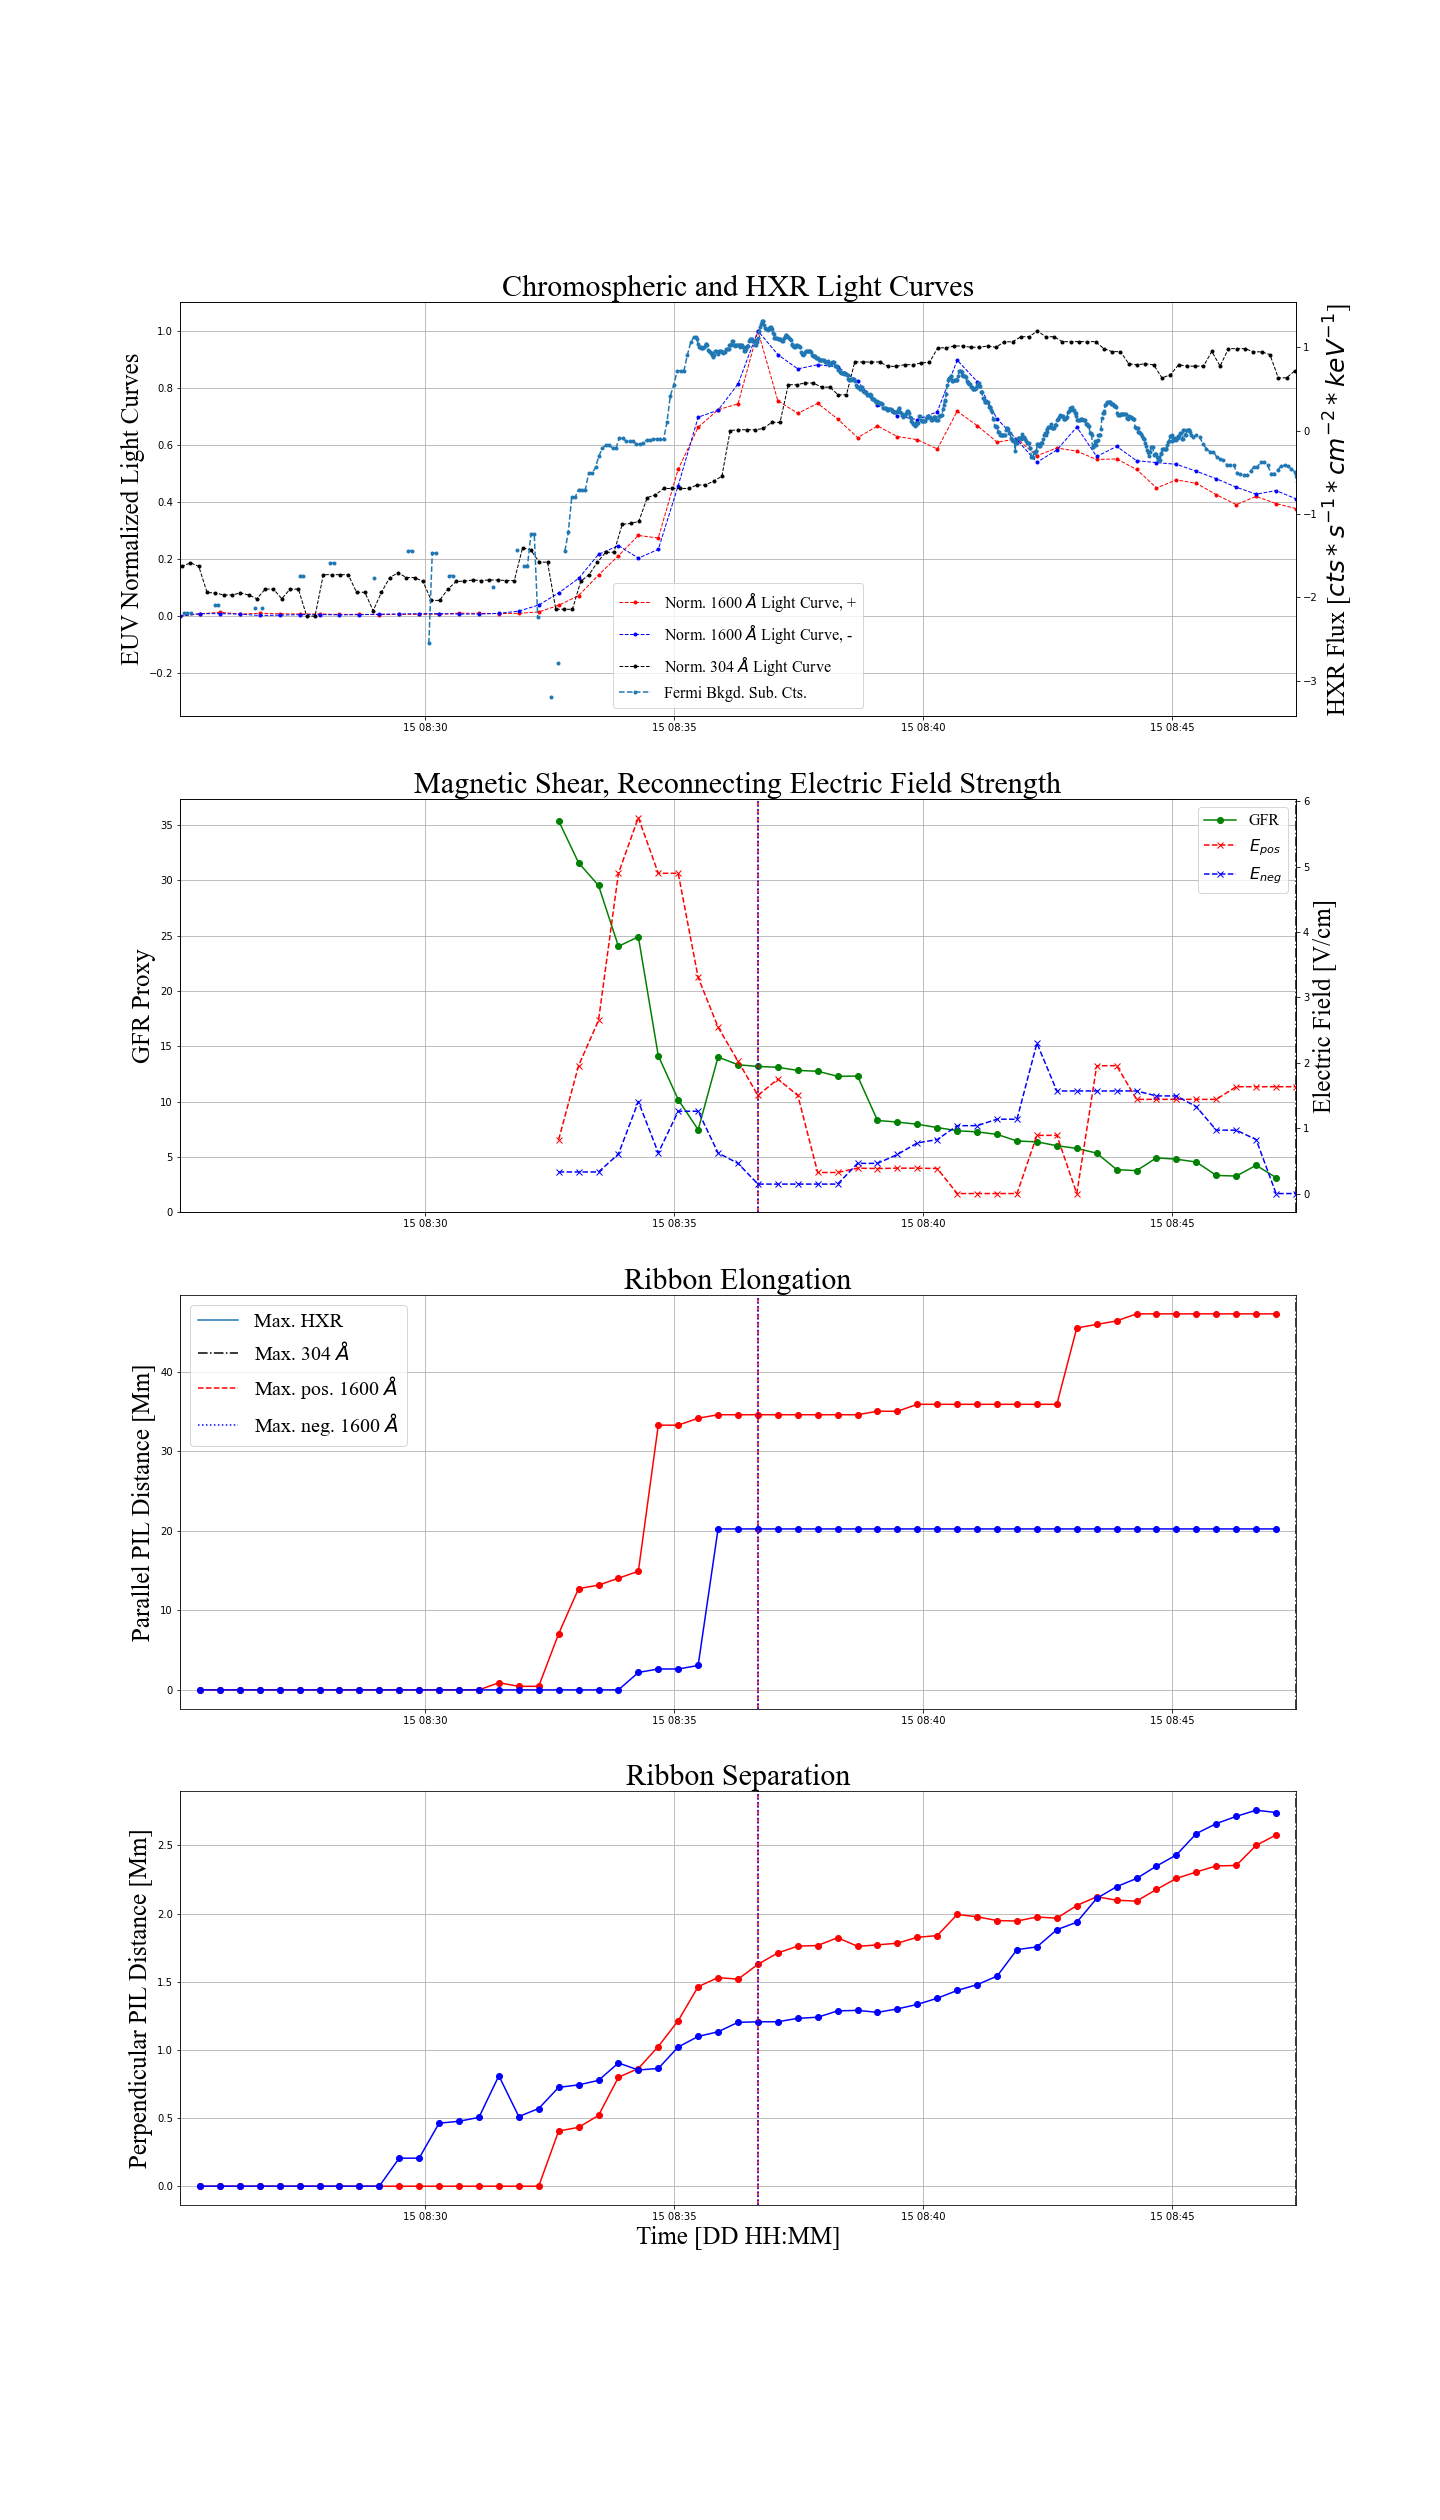 Chromospheric and HXR Light Curves
EUV Normalized Light Curves
1.0
0.8
0.6
0.4
0.2
0.0
−0.2
1
0
−1
−2
−3
HXR Flux [cts * s⁻¹ * cm⁻² * keV⁻¹]
Norm. 1600 Å Light Curve, +
Norm. 1600 Å Light Curve, -
Norm. 304 Å Light Curve
Fermi Bkgd. Sub. Cts.
15 08:30 15 08:35 15 08:40 15 08:45
Magnetic Shear, Reconnecting Electric Field Strength
GFR Proxy
35
30
25
20
15
10
5
0
6
5
4
3
2
1
0
Electric Field [V/cm]
GFR
E_pos
E_neg
15 08:30 15 08:35 15 08:40 15 08:45
Ribbon Elongation
Parallel PIL Distance [Mm]
40
30
20
10
0
Max. HXR
Max. 304 Å
Max. pos. 1600 Å
Max. neg. 1600 Å
15 08:30 15 08:35 15 08:40 15 08:45
Ribbon Separation
Perpendicular PIL Distance [Mm]
2.5
2.0
1.5
1.0
0.5
0.0
15 08:30 15 08:35 15 08:40 15 08:45
Time [DD HH:MM]